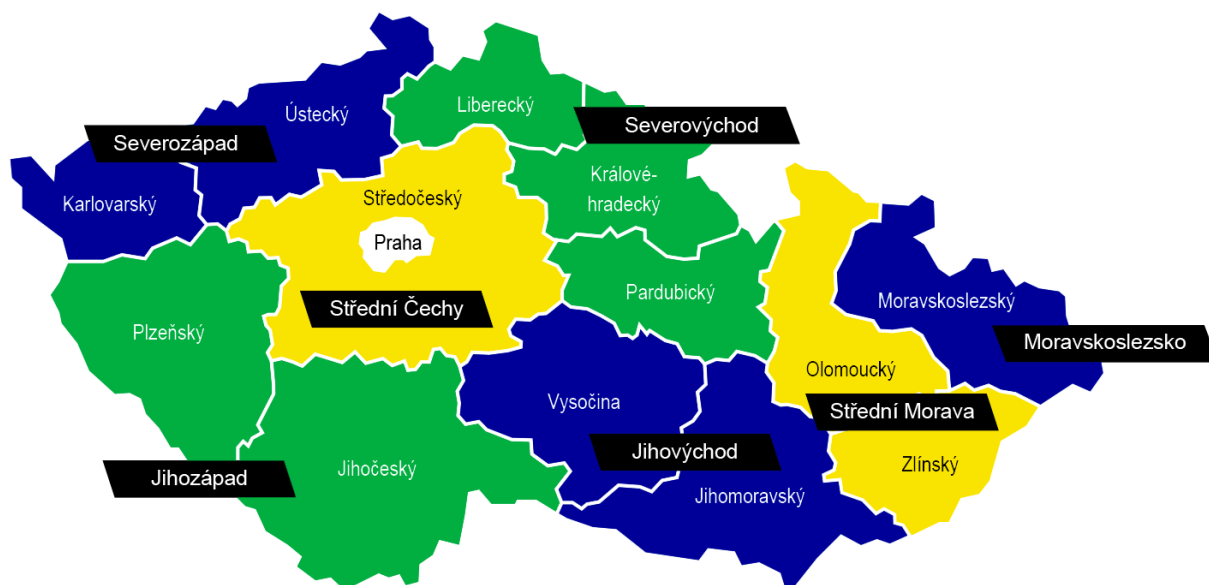 Liberecký
Ústecký
Severovýchod
Severozápad
Králové-
hradecký
Středočeský
Karlovarský
Praha
Pardubický
Moravskoslezský
Střední Čechy
Plzeňský
Moravskoslezsko
Olomoucký
Vysočina
Střední Morava
Jihovýchod
Zlínský
Jihočeský
Jihozápad
Jihomoravský